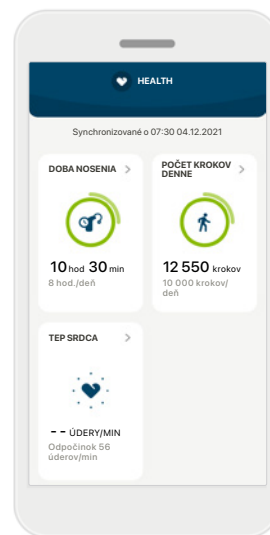 HEALTH
Synchronizované o 07:30 04.12.2021
DOBA NOSENIA
10 hod 30 min
8 hod./deň
POČET KROKOV
DENNE
12 550 krokov
10 000 krokov/
deň
TEP SRDCA
-- ÚDERY/MIN
Odpočinok 56
úderov/min